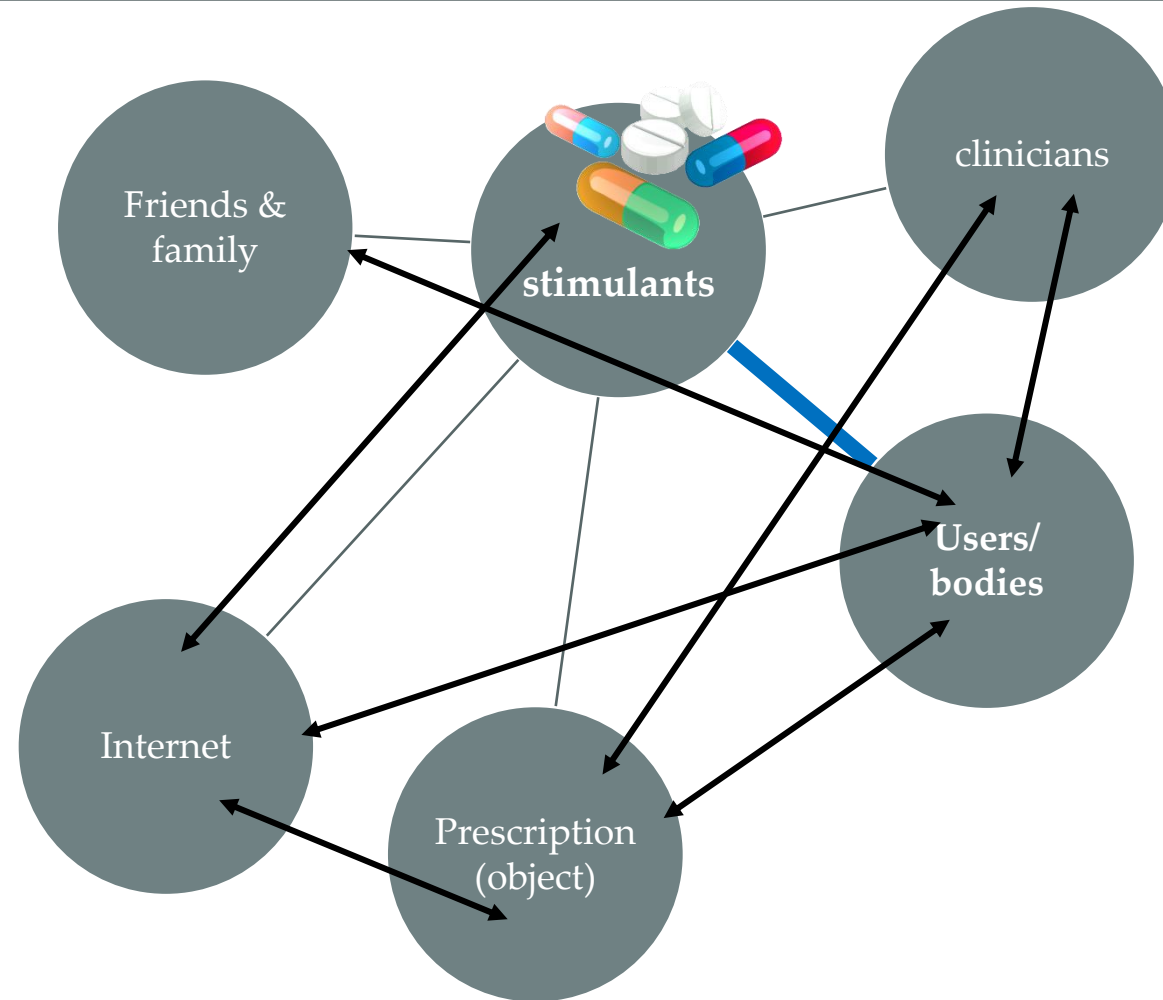 Friends &
family
stimulants
clinicians
Users/
bodies
Internet
Prescription
(object)